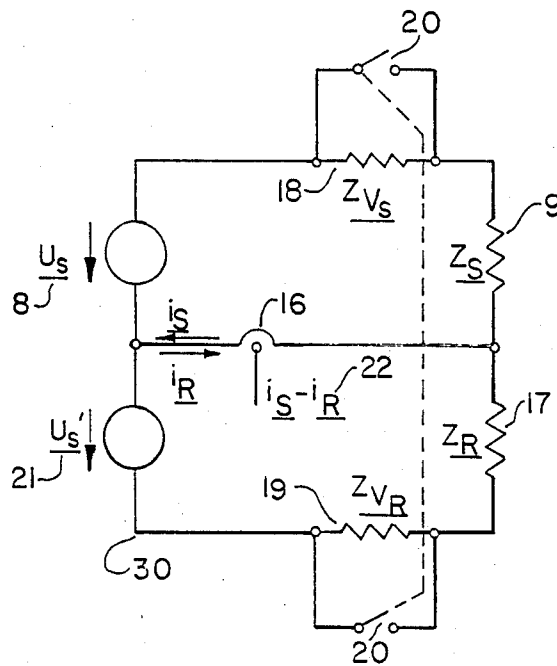 20
18
Z_Vs
9
U_s
8
Z_S
i_S
16
i_R
i_S-i_R
22
17
U_s'
21
Z_R
19
Z_VR
30
20